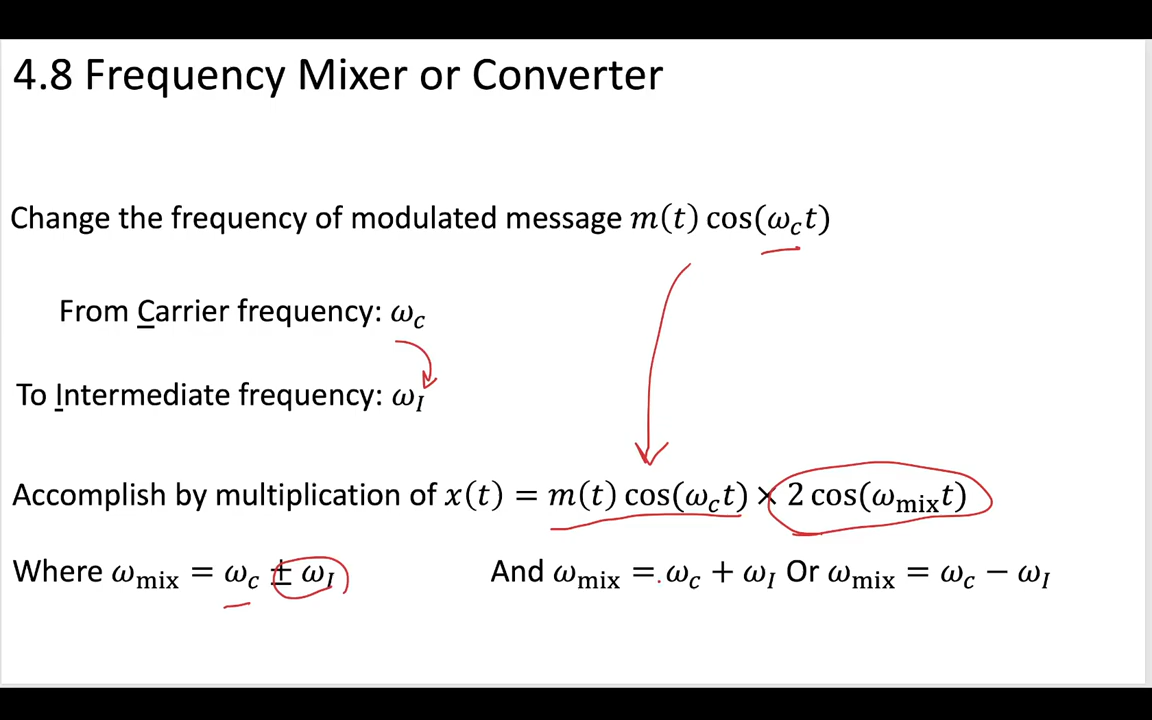 4.8 Frequency Mixer or Converter
Change the frequency of modulated message m(t) cos(ω_c t)
From Carrier frequency: ω_c
To Intermediate frequency: ω_I
Accomplish by multiplication of x(t) = m(t) cos(ω_c t) × 2 cos(ω_mix t)
Where ω_mix = ω_c ± ω_I And ω_mix = ω_c + ω_I Or ω_mix = ω_c − ω_I